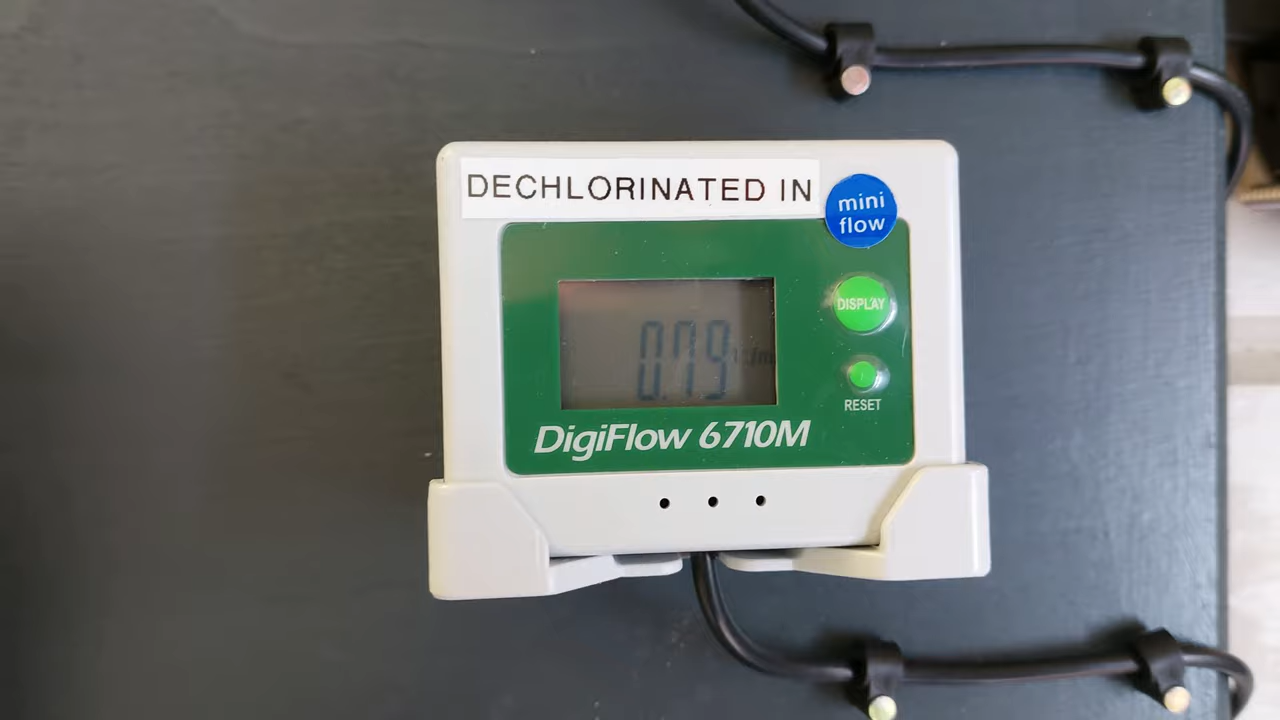 DECHLORINATED IN
mini
flow
DISPLAY
0.79
RESET
DigiFlow 6710M